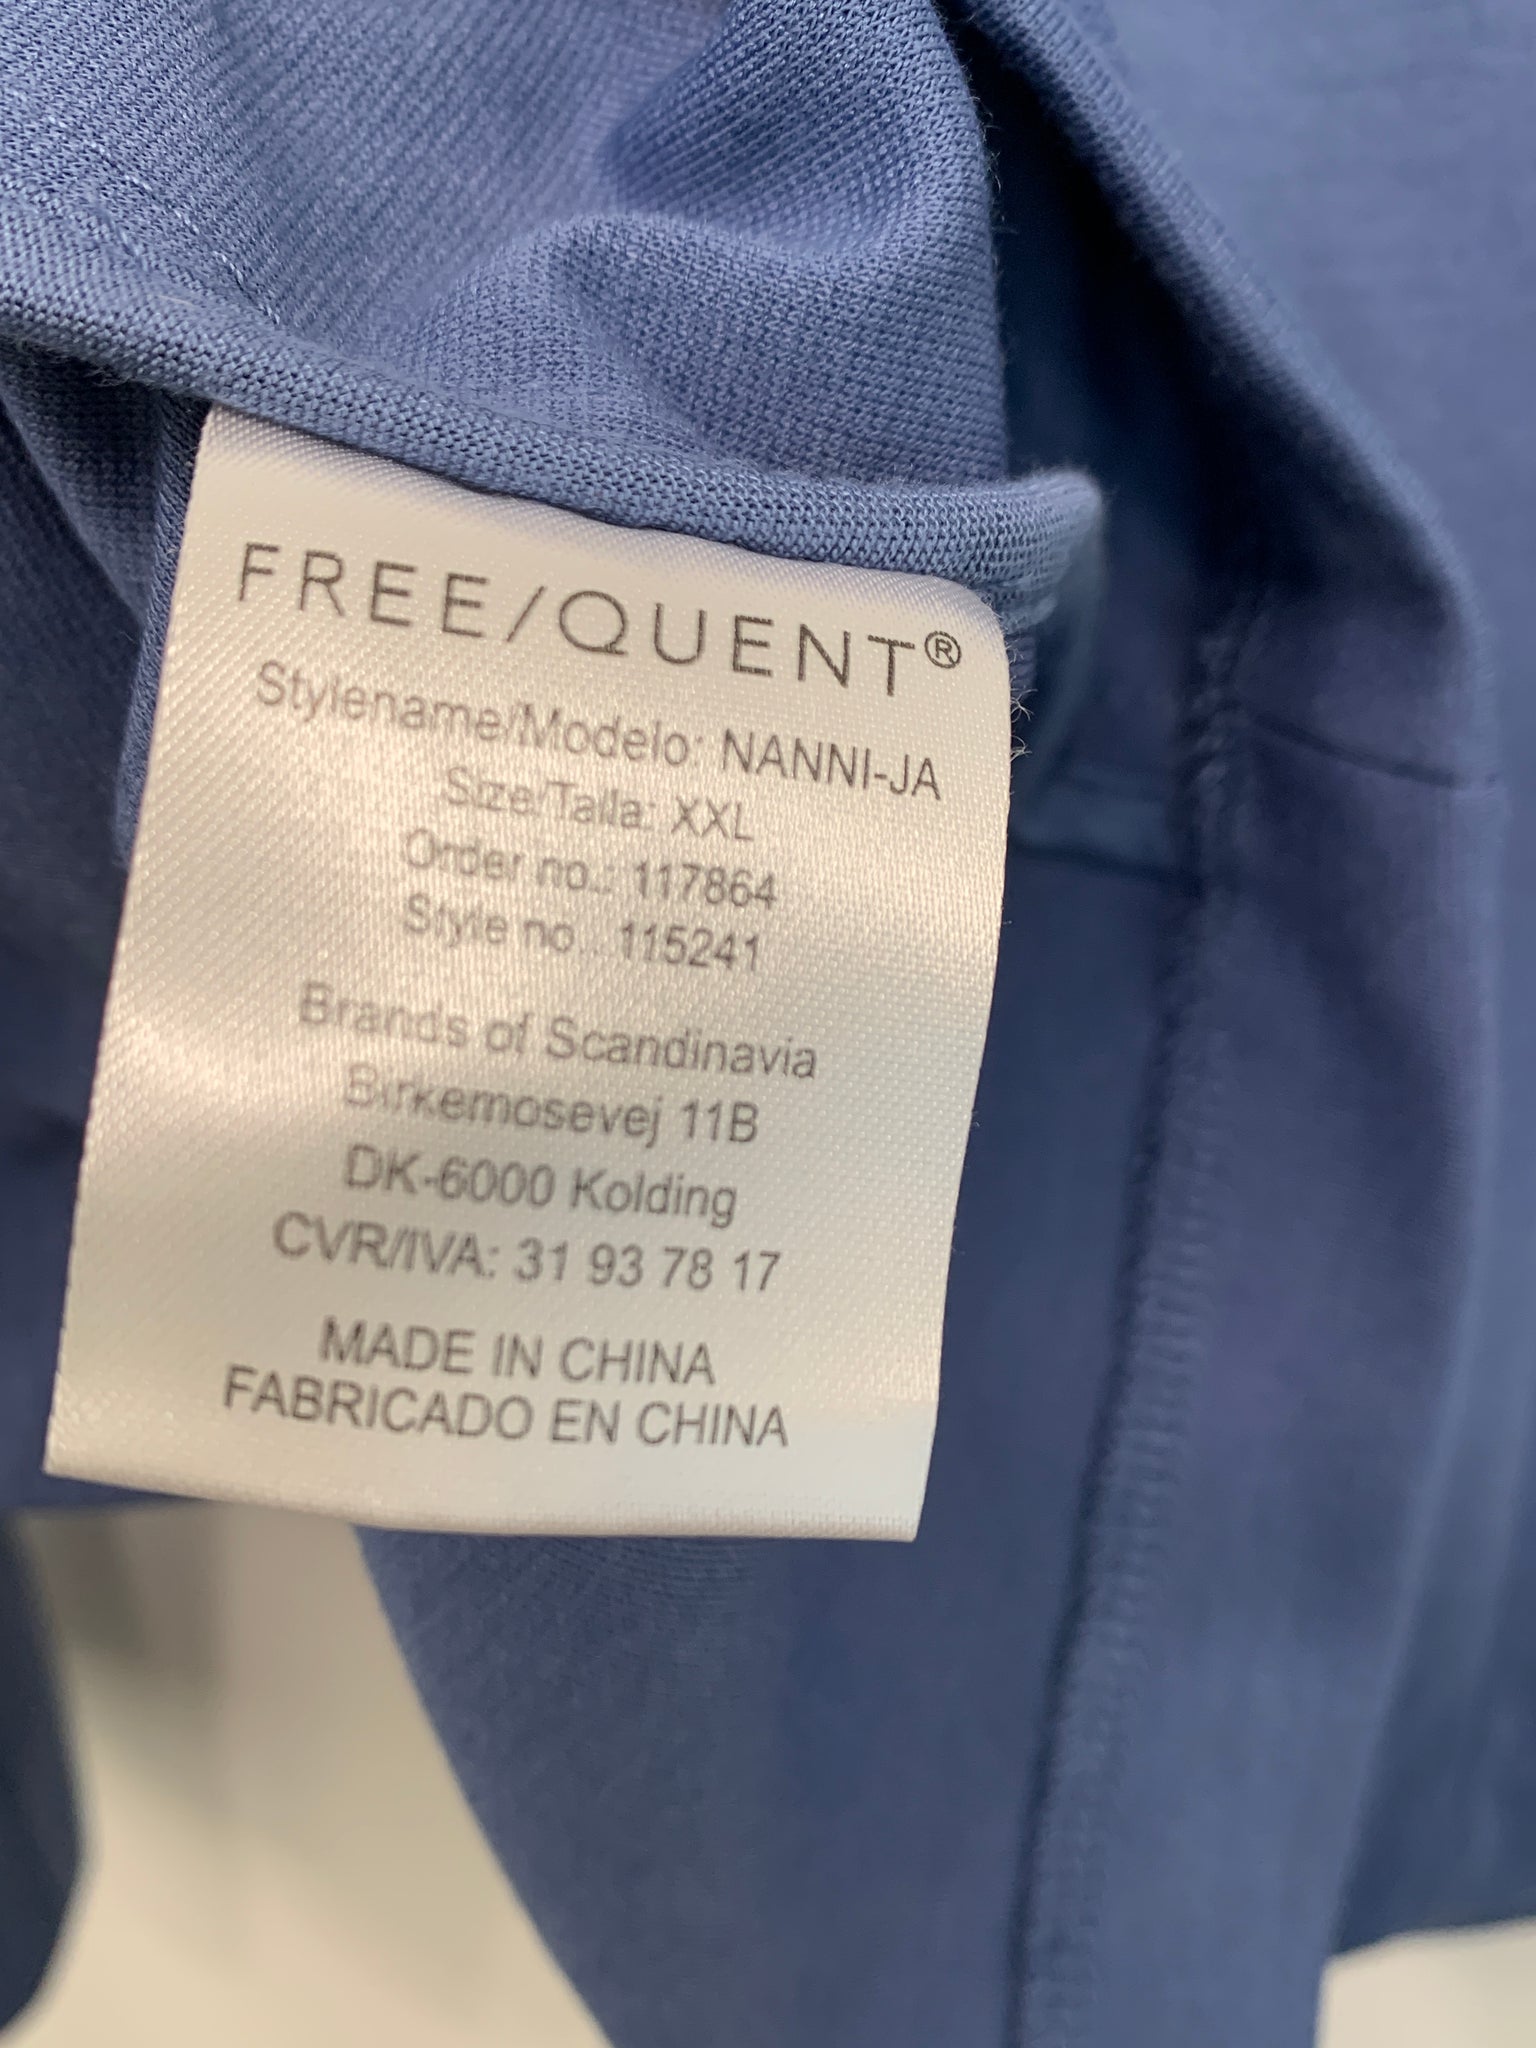 FREE/QUENT®
Stylename/Modelo: NANNI-JA
Size/Talla: XXL
Order no.: 117864
Style no.: 115241
Brands of Scandinavia
Birkemosevej 11B
DK-6000 Kolding
CVR/IVA: 31 93 78 17
MADE IN CHINA
FABRICADO EN CHINA